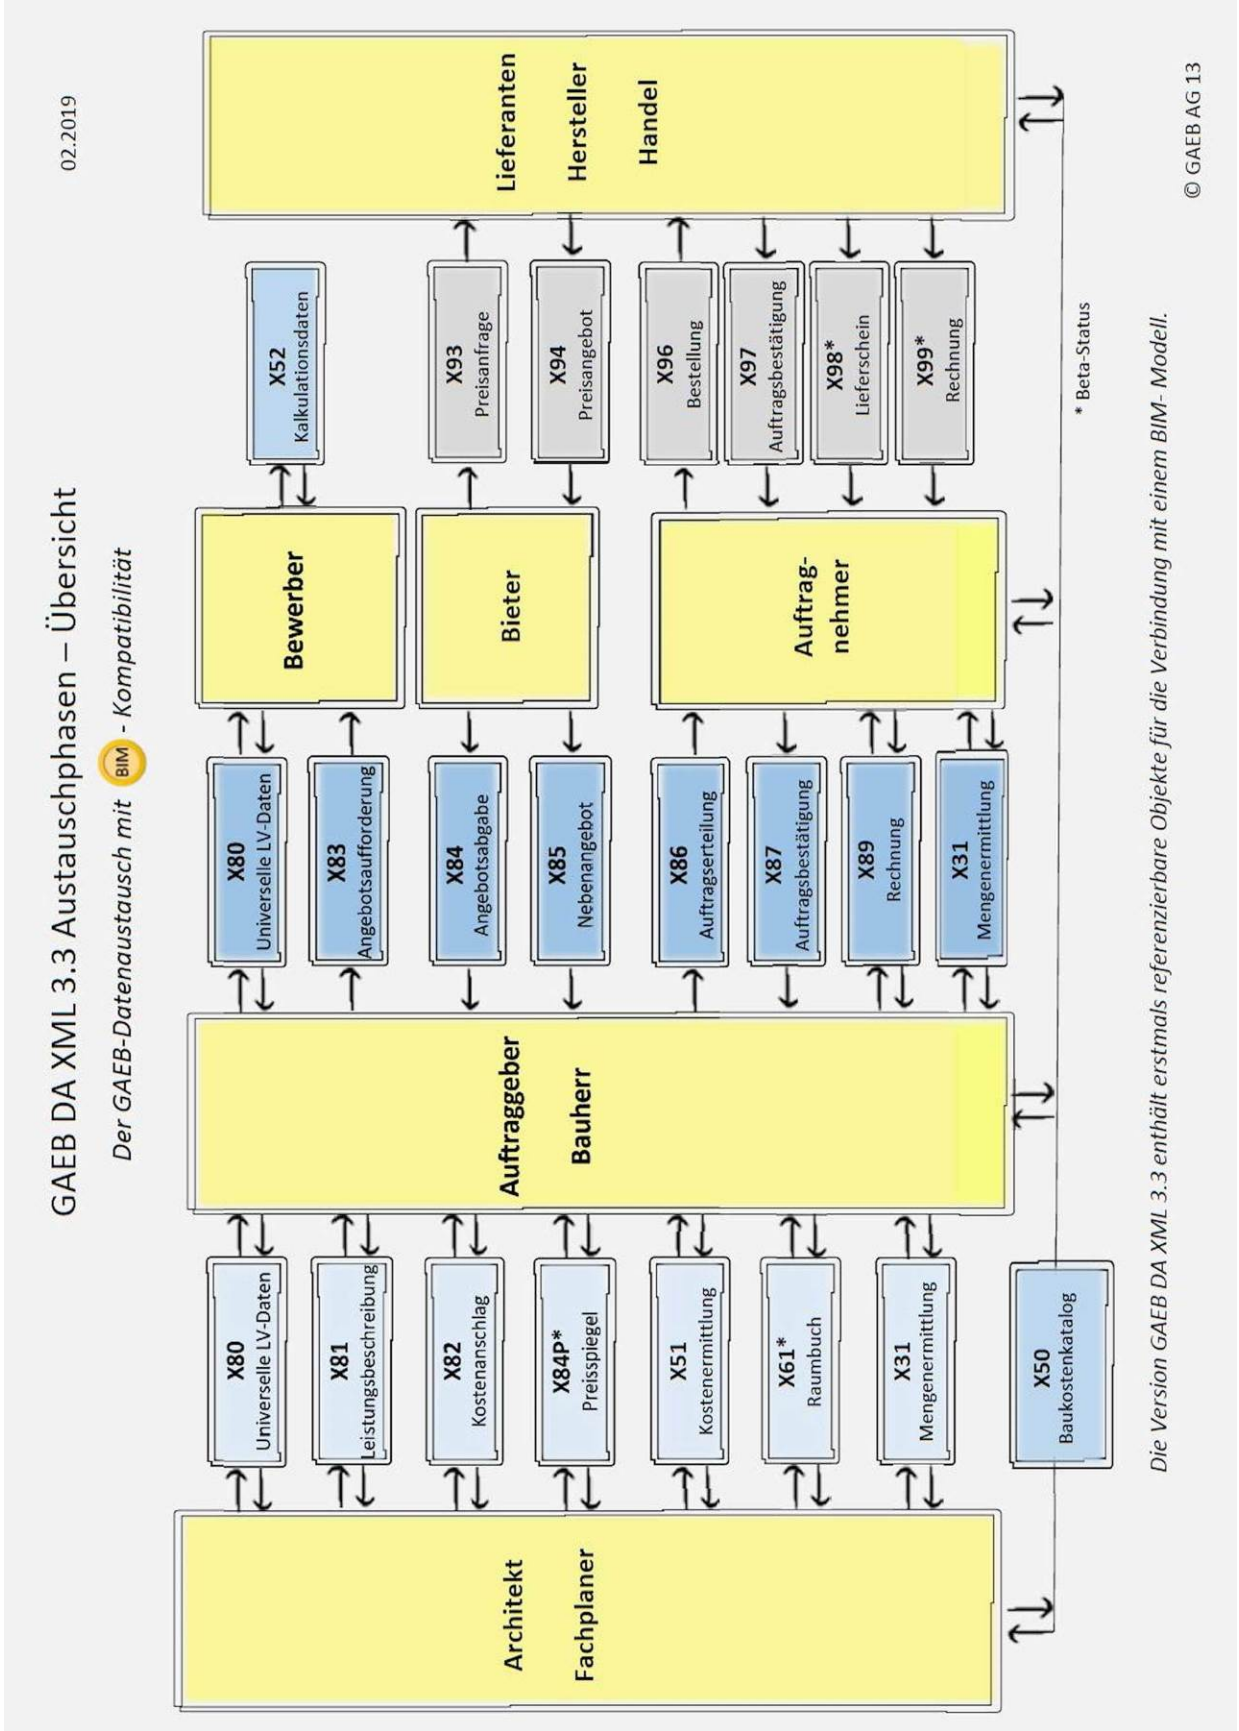 GAEB DA XML 3.3 Austauschphasen – Übersicht
02.2019
Der GAEB-Datenaustausch mit BIM - Kompatibilität
Architekt
Fachplaner
X80
Universelle LV-Daten
X81
Leistungsbeschreibung
X82
Kostenanschlag
X84P*
Preisspiegel
X51
Kostenermittlung
X61*
Raumbuch
X31
Mengenermittlung
X50
Baukostenkatalog
Auftraggeber
Bauherr
X80
Universelle LV-Daten
X83
Angebotsaufforderung
X84
Angebotsabgabe
X85
Nebenangebot
X86
Auftragserteilung
X87
Auftragsbestätigung
X89
Rechnung
X31
Mengenermittlung
Bewerber
Bieter
Auftrag-
nehmer
X52
Kalkulationsdaten
X93
Preisanfrage
X94
Preisangebot
X96
Bestellung
X97
Auftragsbestätigung
X98*
Lieferschein
X99*
Rechnung
Lieferanten
Hersteller
Handel
* Beta-Status
Die Version GAEB DA XML 3.3 enthält erstmals referenzierbare Objekte für die Verbindung mit einem BIM- Modell.
© GAEB AG 13